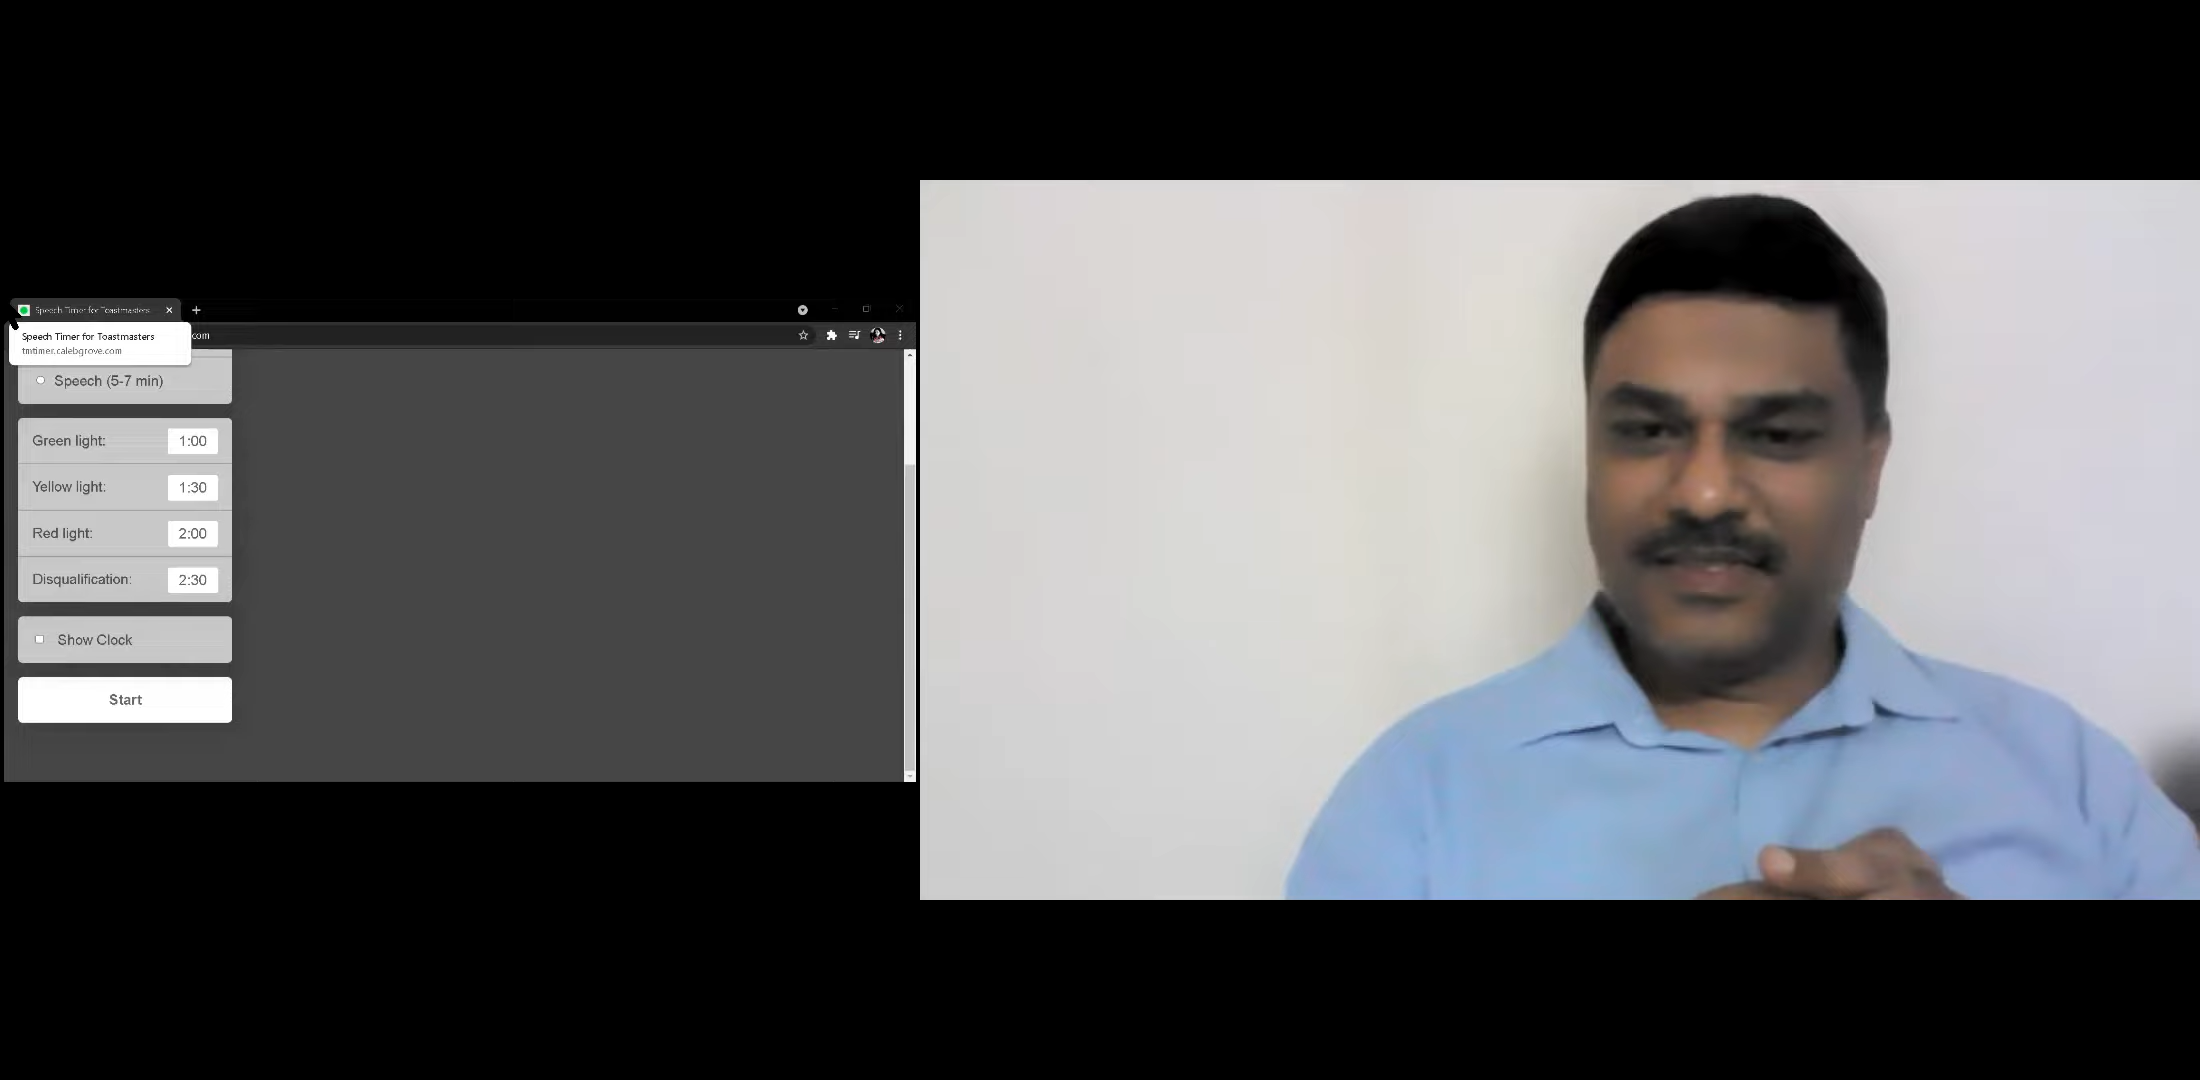 Speech Timer for Toastmasters
Speech Timer for Toastmasters
tmtimer.calebgrove.com
com
Speech (5-7 min)
Green light: 1:00
Yellow light: 1:30
Red light: 2:00
Disqualification: 2:30
Show Clock
Start